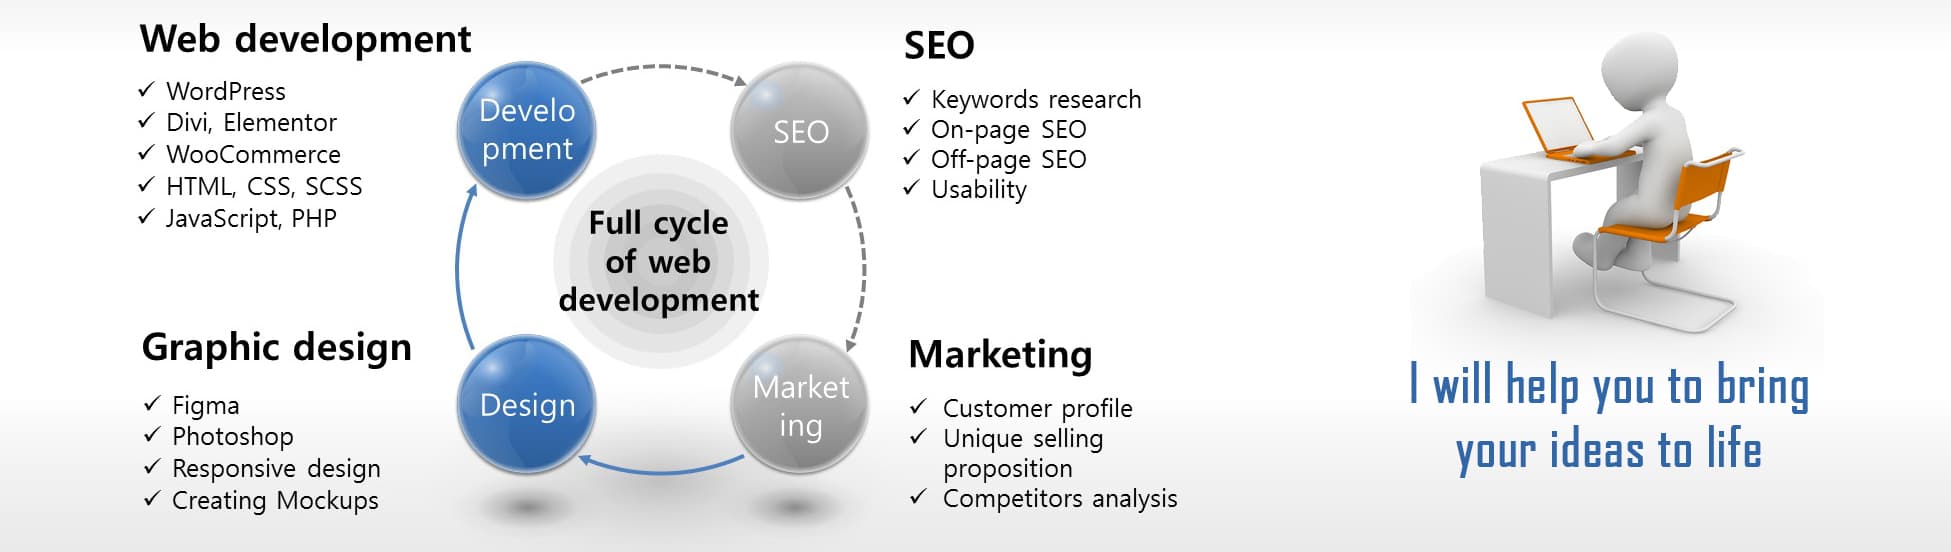 Web development
✓ WordPress
✓ Divi, Elementor
✓ WooCommerce
✓ HTML, CSS, SCSS
✓ JavaScript, PHP
Develo
pment
SEO
SEO
✓ Keywords research
✓ On-page SEO
✓ Off-page SEO
✓ Usability
Full cycle
of web
development
Graphic design
✓ Figma
✓ Photoshop
✓ Responsive design
✓ Creating Mockups
Design
Market
ing
Marketing
✓ Customer profile
✓ Unique selling
proposition
✓ Competitors analysis
I will help you to bring
your ideas to life